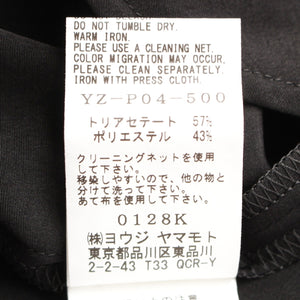 DO NOT TUMBLE DRY.
WARM IRON.
PLEASE USE A CLEANING NET.
COLOR MIGRATION MAY OCCUR.
PLEASE CLEAN SEPARATELY.
IRON WITH PRESS CLOTH.
YZ-P04-500
トリアセテート 57%
ポリエステル 43%
クリーニングネットを使用
して下さい。
移染しやすいので、他の物と
分けて洗って下さい。
あて布を使用して下さい。
0128K
㈱ヨウジ ヤマモト
東京都品川区東品川
2-2-43 T33 QCR-Y